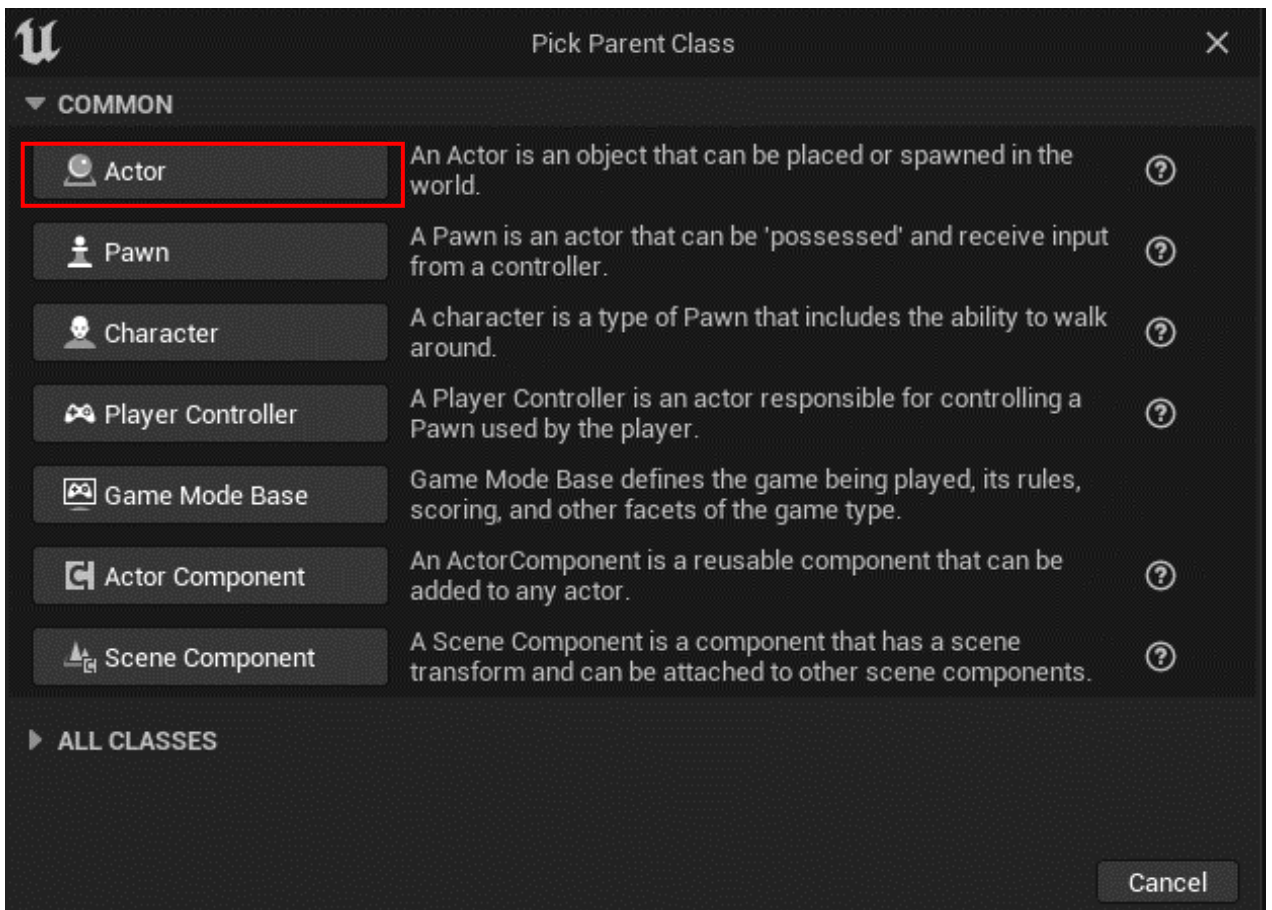 Pick Parent Class
COMMON
Actor
An Actor is an object that can be placed or spawned in the
world.
Pawn
A Pawn is an actor that can be 'possessed' and receive input
from a controller.
Character
A character is a type of Pawn that includes the ability to walk
around.
Player Controller
A Player Controller is an actor responsible for controlling a
Pawn used by the player.
Game Mode Base
Game Mode Base defines the game being played, its rules,
scoring, and other facets of the game type.
Actor Component
An ActorComponent is a reusable component that can be
added to any actor.
Scene Component
A Scene Component is a component that has a scene
transform and can be attached to other scene components.
ALL CLASSES
Cancel